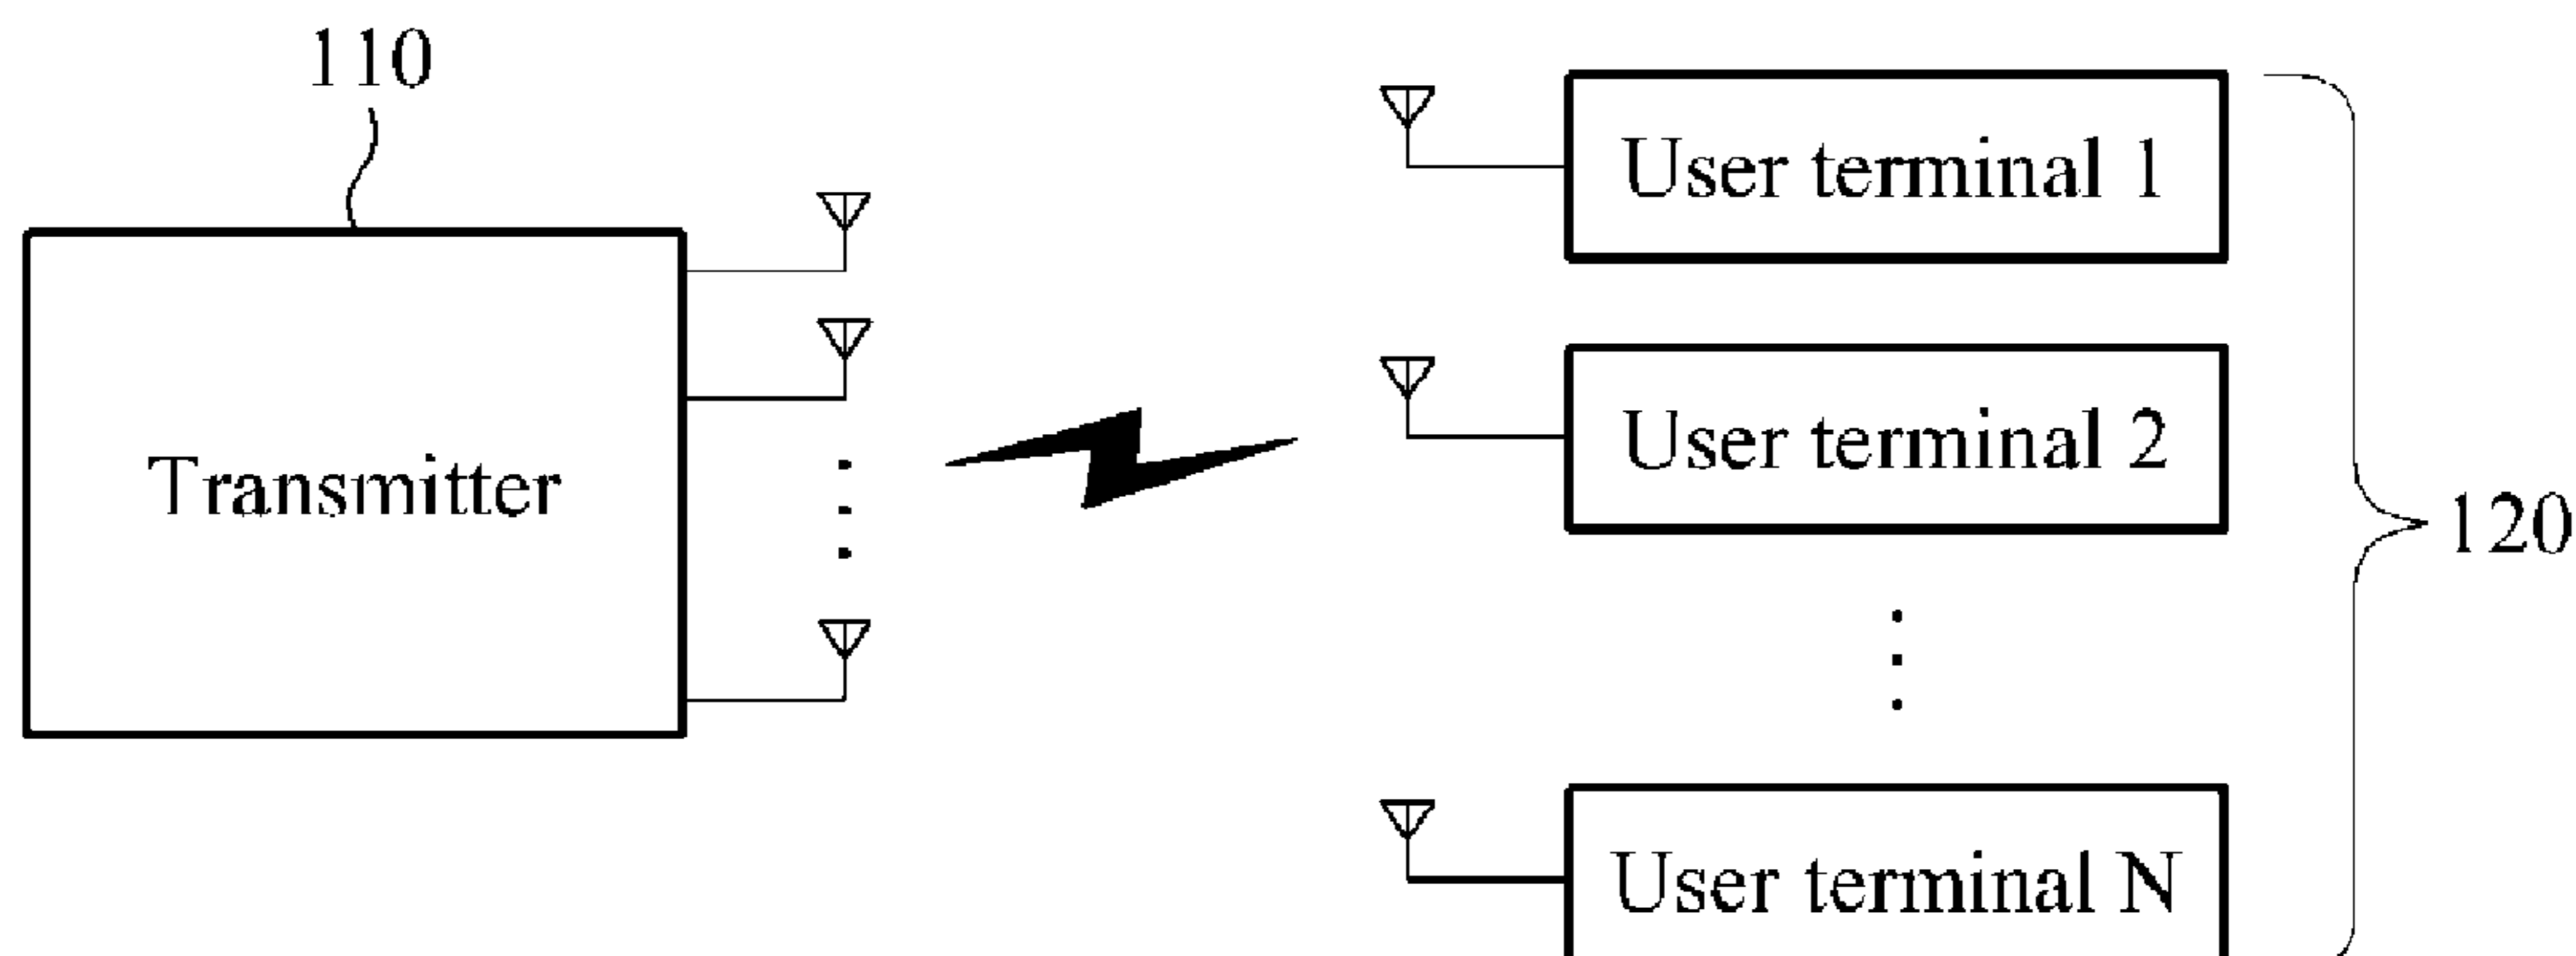 110
User terminal 1
User terminal 2
Transmitter
120
User terminal N